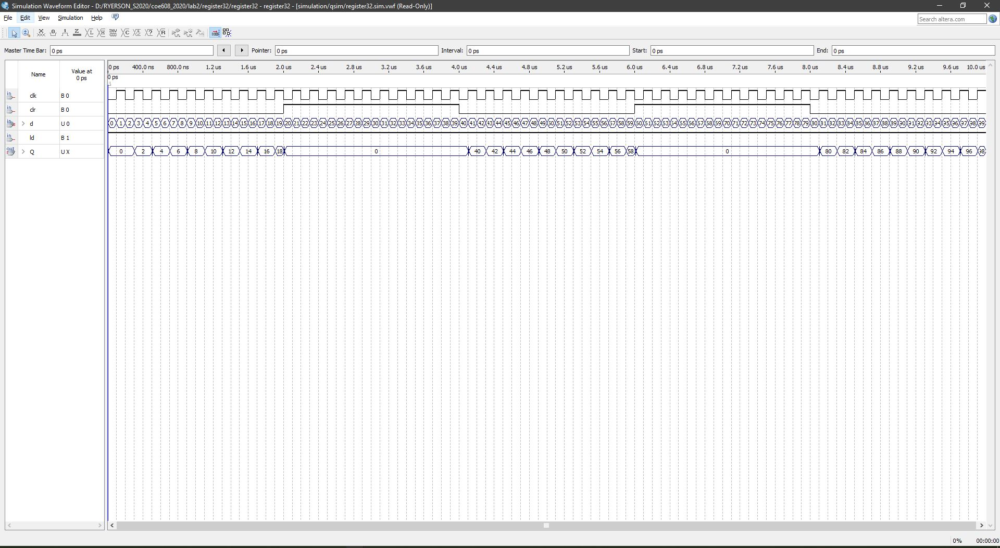 Simulation Waveform Editor - D:/RYERSON_S2020/coe608_2020/lab2/register32/register32 - register32 - [simulation/qsim/register32.sim.vwf (Read-Only)]
File Edit View Simulation Help
Search altera.com
Master Time Bar: 0 ps Pointer: 0 ps Interval: 0 ps Start: 0 ps End: 0 ps
Name Value at 0 ps
0 ps 400.0 ns 800.0 ns 1.2 us 1.6 us 2.0 us 2.4 us 2.8 us 3.2 us 3.6 us 4.0 us 4.4 us 4.8 us 5.2 us 5.6 us 6.0 us 6.4 us 6.8 us 7.2 us 7.6 us 8.0 us 8.4 us 8.8 us 9.2 us 9.6 us 10.0 us
0 ps
in clk B 0
in clr B 0
in d U 0 0 1 2 3 4 5 6 7 8 9 10 11 12 13 14 15 16 17 18 19 20 21 22 23 24 25 26 27 28 29 30 31 32 33 34 35 36 37 38 39 40 41 42 43 44 45 46 47 48 49 50 51 52 53 54 55 56 57 58 59 60 61 62 63 64 65 66 67 68 69 70 71 72 73 74 75 76 77 78 79 80 81 82 83 84 85 86 87 88 89 90 91 92 93 94 95 96 97 98 99
in ld B 1
out Q U X 0 2 4 6 8 10 12 14 16 18 0 40 42 44 46 48 50 52 54 56 58 0 80 82 84 86 88 90 92 94 96 98
0% 00:00:00